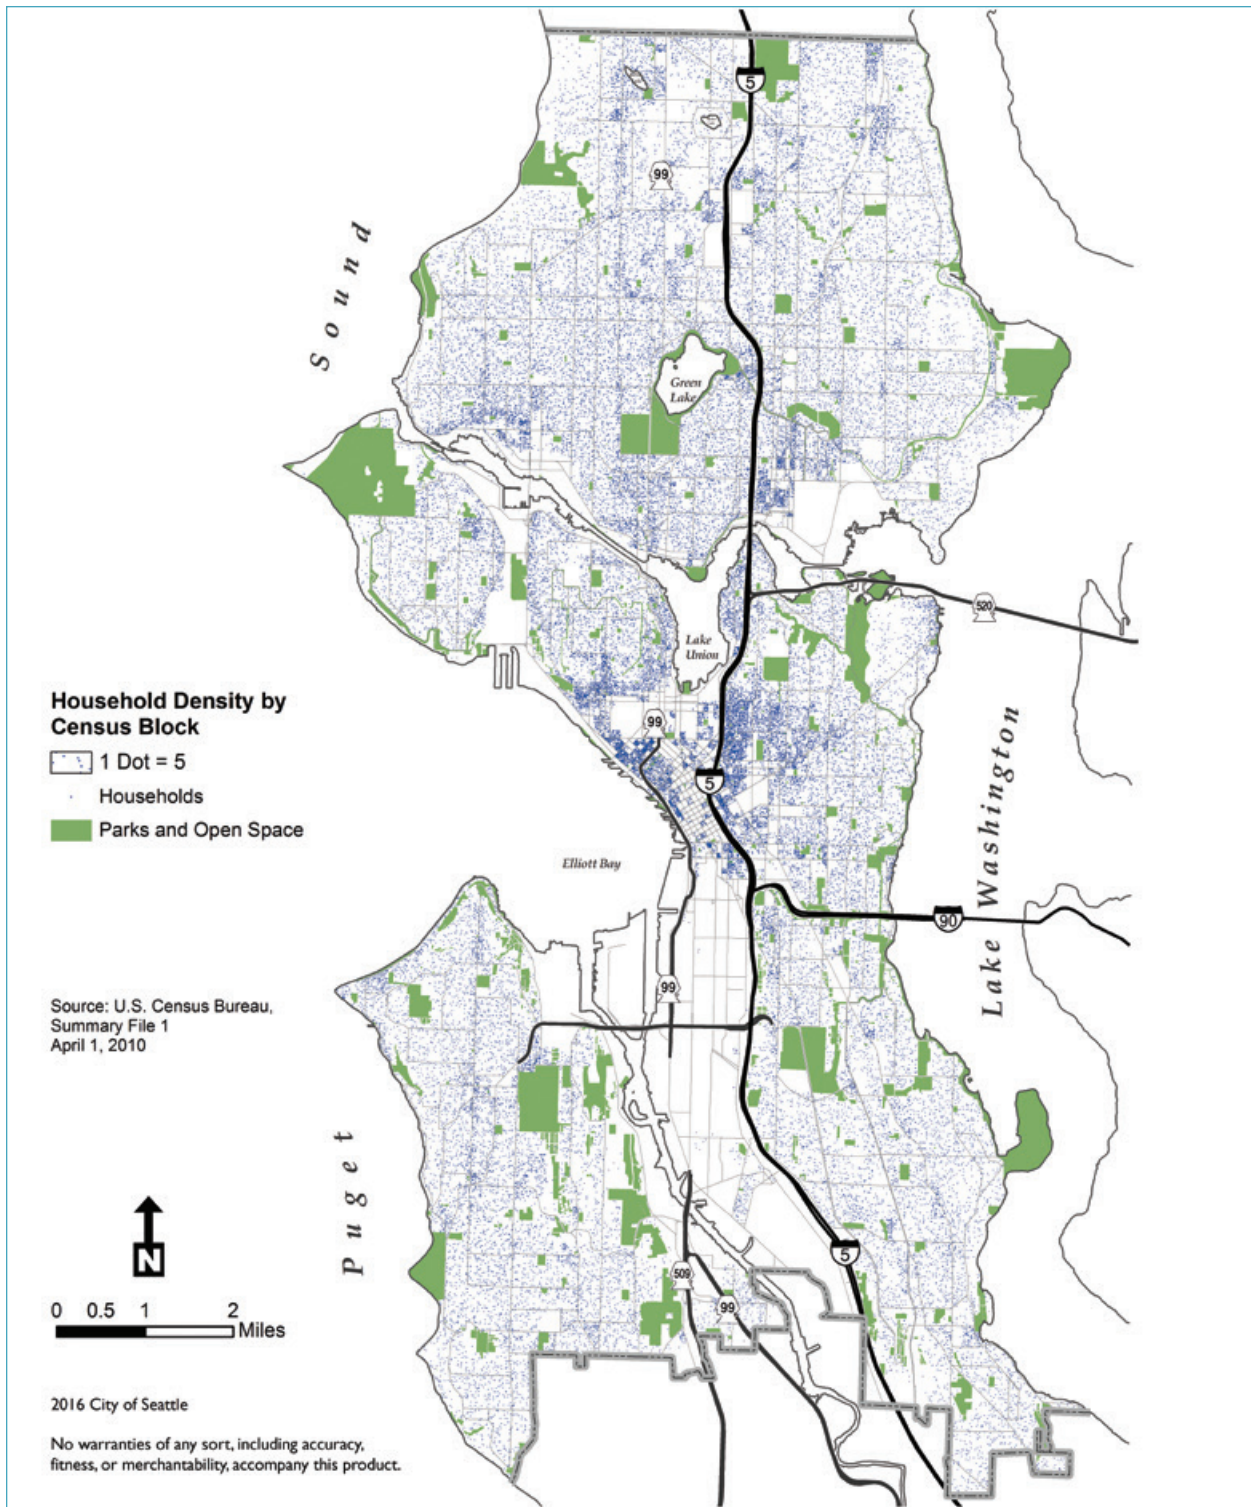 5
99
Sound
Green
Lake
520
Lake
Union
Household Density by
Census Block
1 Dot = 5
Households
Parks and Open Space
99
5
Elliott Bay
Lake Washington
90
99
Source: U.S. Census Bureau,
Summary File 1
April 1, 2010
Puget
N
5
509
99
0 0.5 1 2
Miles
2016 City of Seattle
No warranties of any sort, including accuracy,
fitness, or merchantability, accompany this product.